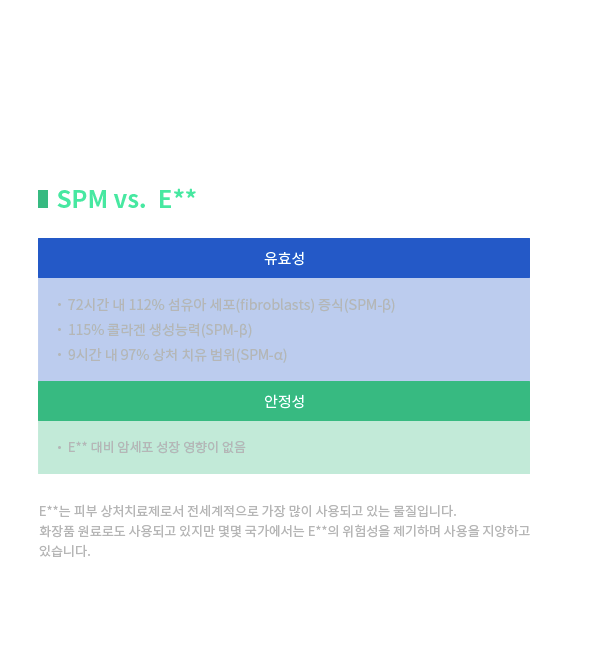 SPM vs. E**
유효성
• 72시간 내 112% 섬유아 세포(fibroblasts) 증식(SPM-β)
• 115% 콜라겐 생성능력(SPM-β)
• 9시간 내 97% 상처 치유 범위(SPM-α)
안정성
• E** 대비 암세포 성장 영향이 없음
E**는 피부 상처치료제로서 전세계적으로 가장 많이 사용되고 있는 물질입니다.
화장품 원료로도 사용되고 있지만 몇몇 국가에서는 E**의 위험성을 제기하며 사용을 지양하고
있습니다.